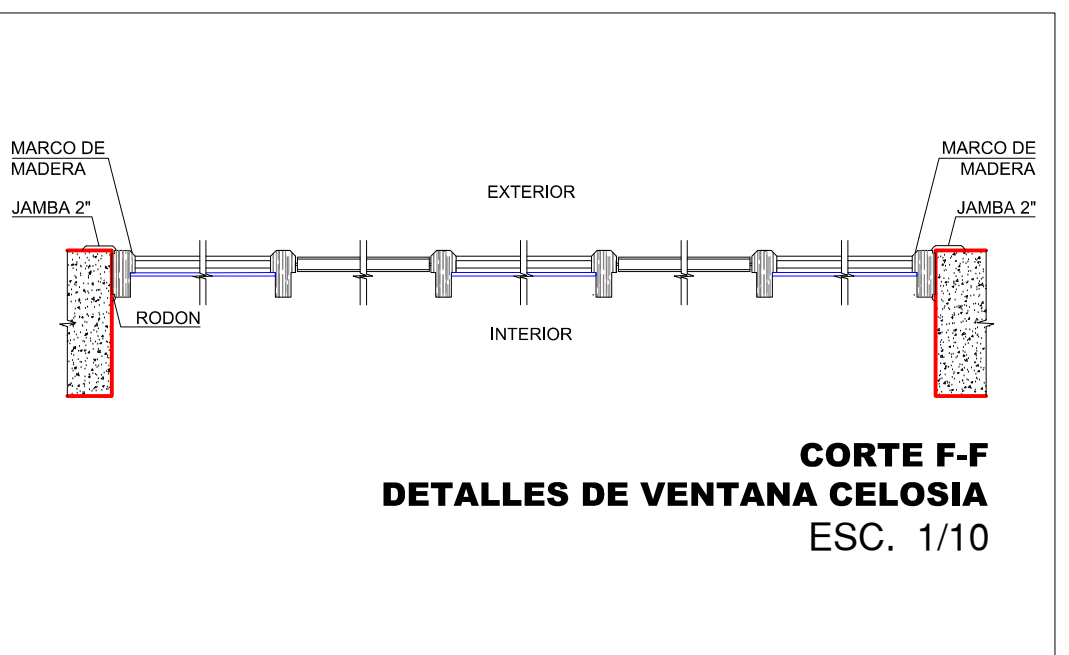 MARCO DE
MADERA
JAMBA 2"
EXTERIOR
MARCO DE
MADERA
JAMBA 2"
RODON
INTERIOR
CORTE F-F
DETALLES DE VENTANA CELOSIA
ESC. 1/10